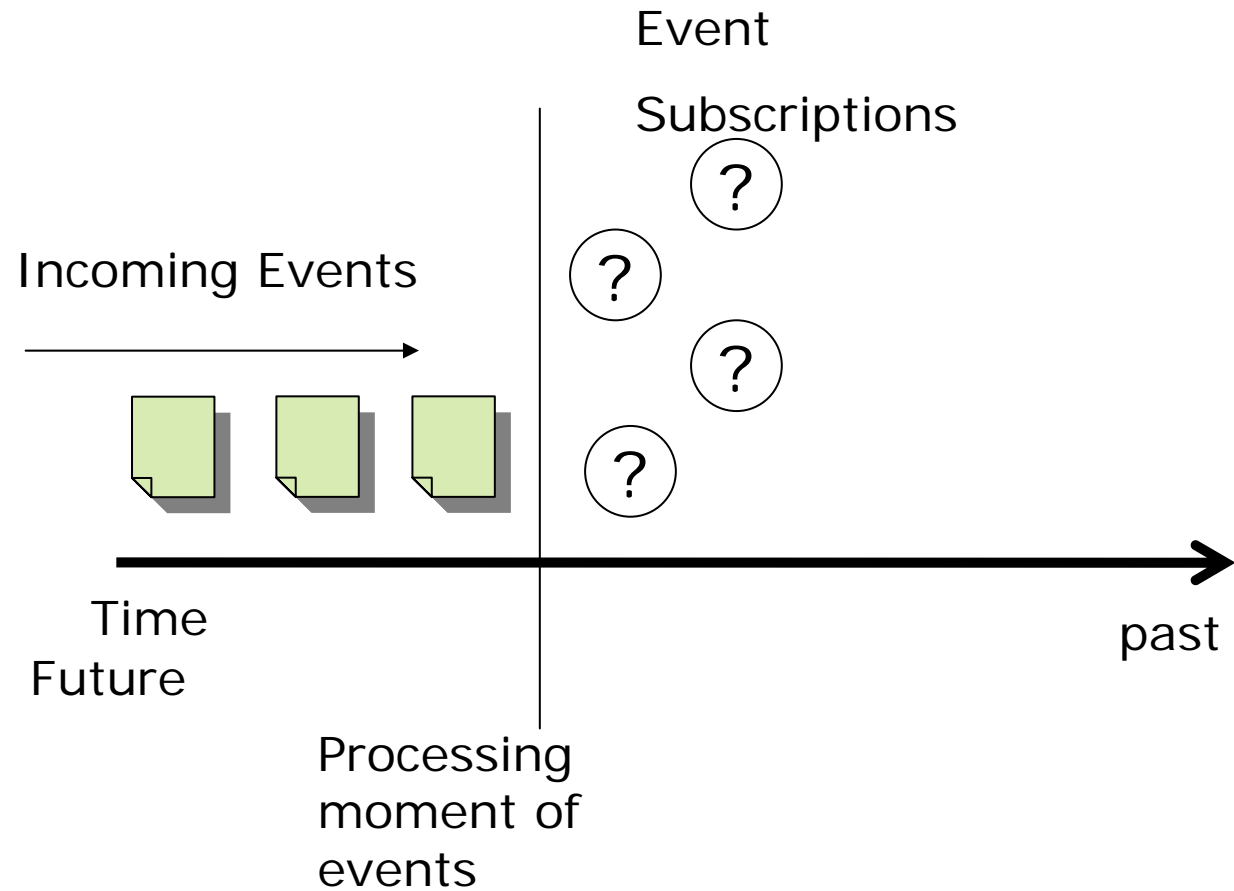 Event
Subscriptions
?
Incoming Events
?
?
?
Time
Future
past
Processing
moment of
events